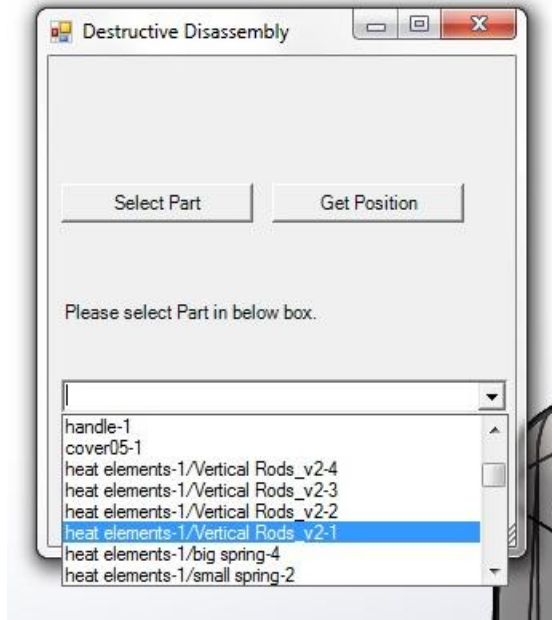 Destructive Disassembly
Select Part
Get Position
Please select Part in below box.
handle-1
cover05-1
heat elements-1/Vertical Rods_v2-4
heat elements-1/Vertical Rods_v2-3
heat elements-1/Vertical Rods_v2-2
heat elements-1/Vertical Rods_v2-1
heat elements-1/big spring-4
heat elements-1/small spring-2